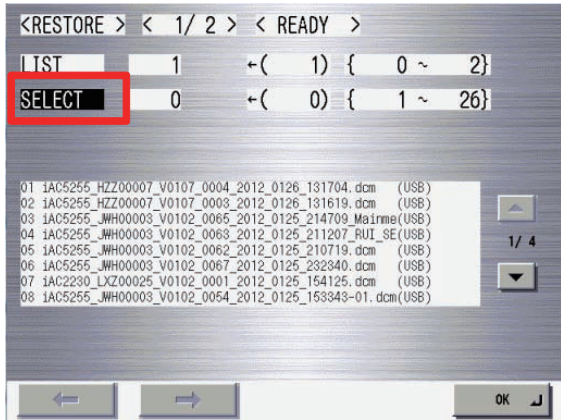 <RESTORE > < 1/ 2 > < READY >
LIST 1 ←( 1) { 0 ~ 2}
SELECT 0 ←( 0) { 1 ~ 26}
01 iAC5255_HZZ00007_V0107_0004_2012_0126_131704.dcm (USB)
02 iAC5255_HZZ00007_V0107_0003_2012_0126_131619.dcm (USB)
03 iAC5255_JWH00003_V0102_0065_2012_0125_214709_Mainme(USB)
04 iAC5255_JWH00003_V0102_0063_2012_0125_211207_RUI_SE(USB)
05 iAC5255_JWH00003_V0102_0062_2012_0125_210719.dcm (USB)
06 iAC5255_JWH00003_V0102_0067_2012_0125_232340.dcm (USB)
07 iAC2230_LXZ00025_V0102_0001_2012_0125_154125.dcm (USB)
08 iAC5255_JWH00003_V0102_0054_2012_0125_153343-01.dcm(USB)
1/ 4
OK